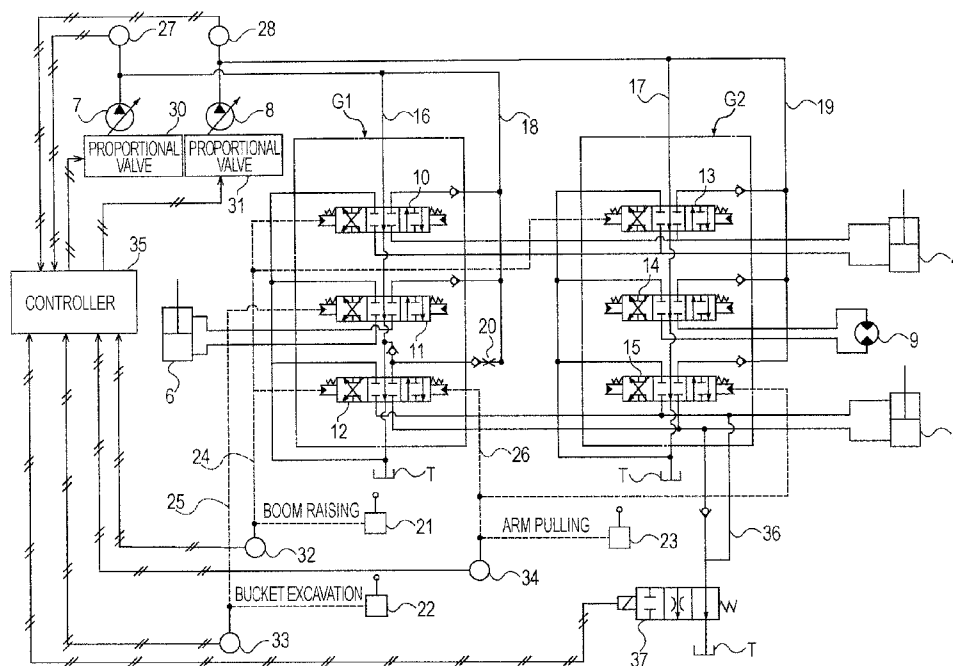 27
28
7
30
8
16
G1
18
17
G2
19
PROPORTIONAL VALVE
PROPORTIONAL VALVE
31
10
13
35
CONTROLLER
14
6
11
20
9
12
15
24
26
T
T
25
BOOM RAISING
21
ARM PULLING
23
36
32
34
BUCKET EXCAVATION
22
33
37
T